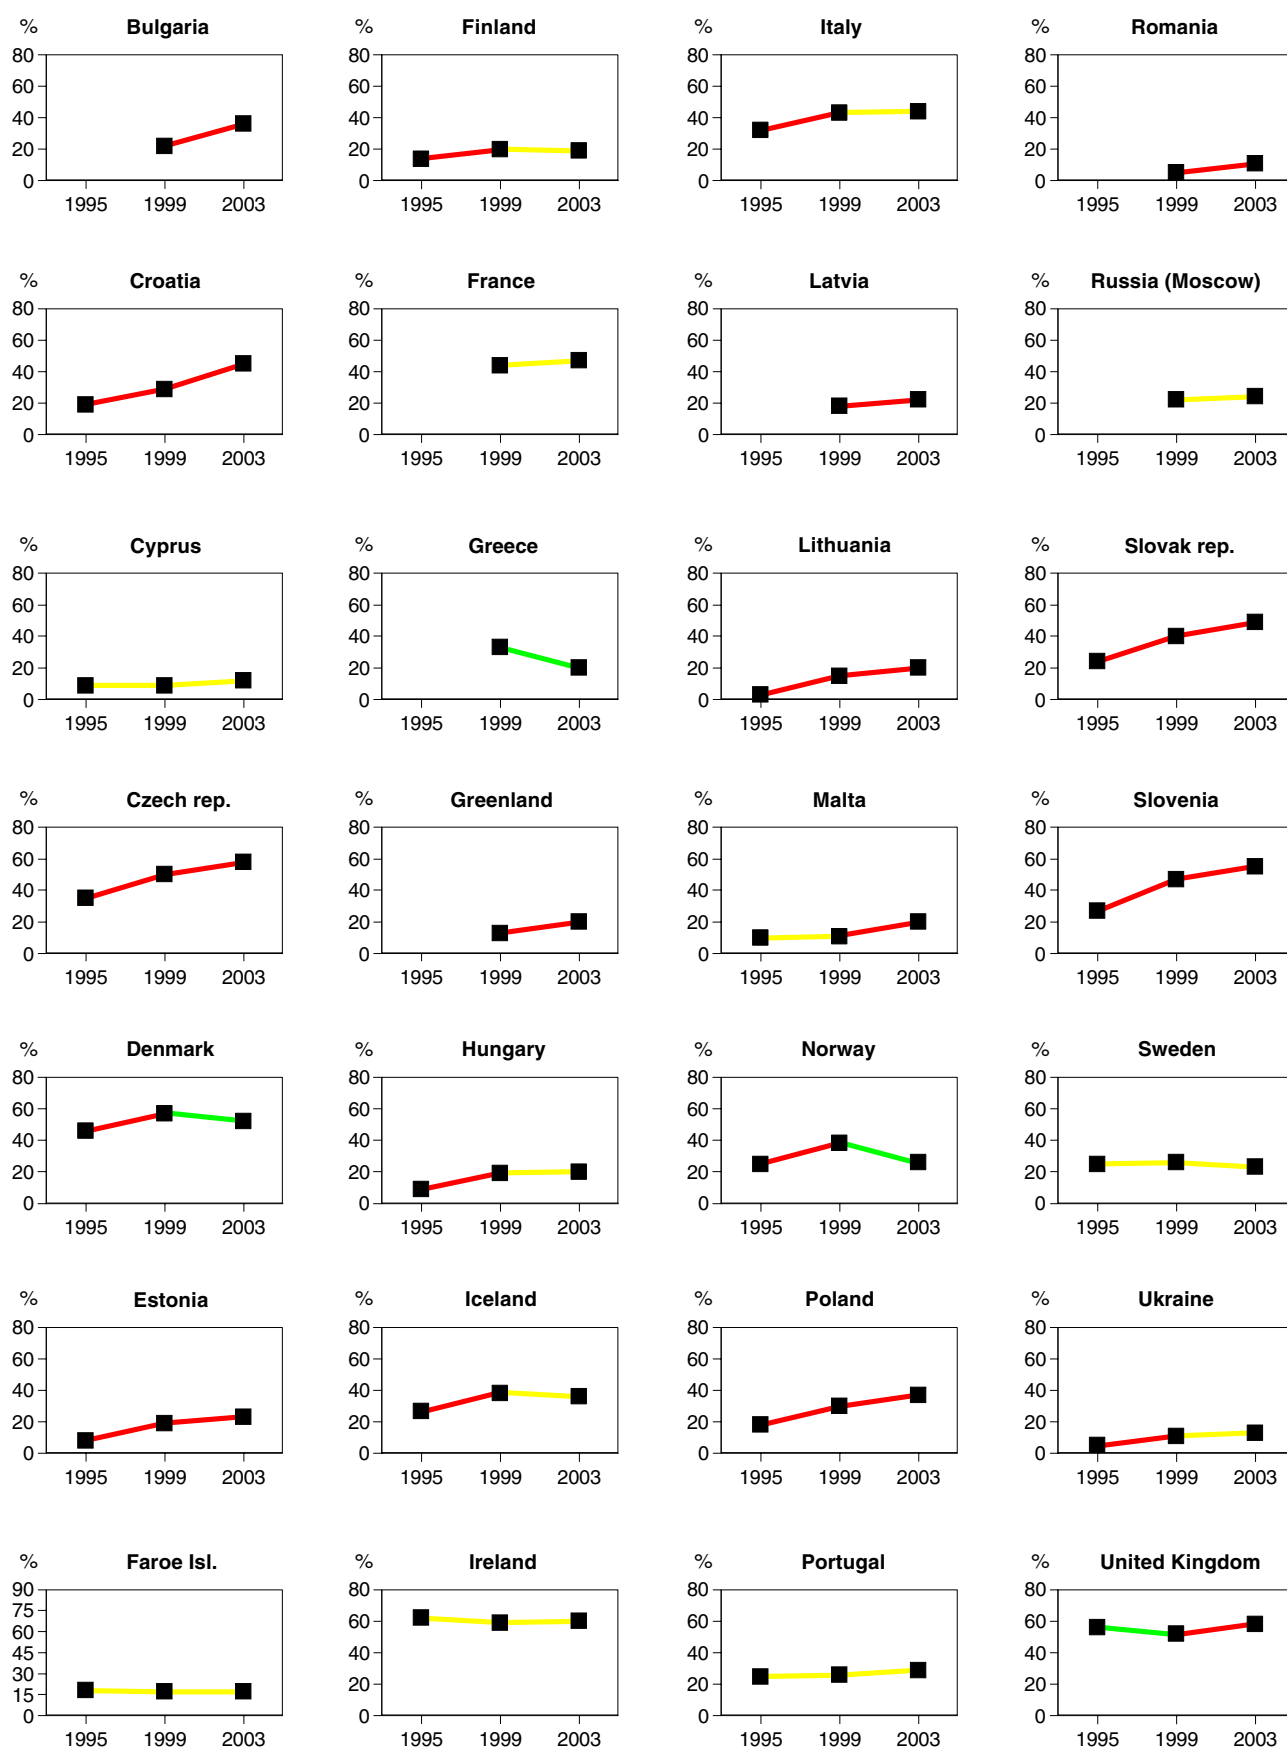 % Bulgaria % Finland % Italy % Romania
80 80 80 80
60 60 60 60
40 40 40 40
20 20 20 20
0 0 0 0
1995 1999 2003 1995 1999 2003 1995 1999 2003 1995 1999 2003
% Croatia % France % Latvia % Russia (Moscow)
80 80 80 80
60 60 60 60
40 40 40 40
20 20 20 20
0 0 0 0
1995 1999 2003 1995 1999 2003 1995 1999 2003 1995 1999 2003
% Cyprus % Greece % Lithuania % Slovak rep.
80 80 80 80
60 60 60 60
40 40 40 40
20 20 20 20
0 0 0 0
1995 1999 2003 1995 1999 2003 1995 1999 2003 1995 1999 2003
% Czech rep. % Greenland % Malta % Slovenia
80 80 80 80
60 60 60 60
40 40 40 40
20 20 20 20
0 0 0 0
1995 1999 2003 1995 1999 2003 1995 1999 2003 1995 1999 2003
% Denmark % Hungary % Norway % Sweden
80 80 80 80
60 60 60 60
40 40 40 40
20 20 20 20
0 0 0 0
1995 1999 2003 1995 1999 2003 1995 1999 2003 1995 1999 2003
% Estonia % Iceland % Poland % Ukraine
80 80 80 80
60 60 60 60
40 40 40 40
20 20 20 20
0 0 0 0
1995 1999 2003 1995 1999 2003 1995 1999 2003 1995 1999 2003
% Faroe Isl. % Ireland % Portugal % United Kingdom
90 80 80 80
75
60 60 60 60
45 40 40 40
30
15 20 20 20
0 0 0 0
1995 1999 2003 1995 1999 2003 1995 1999 2003 1995 1999 2003